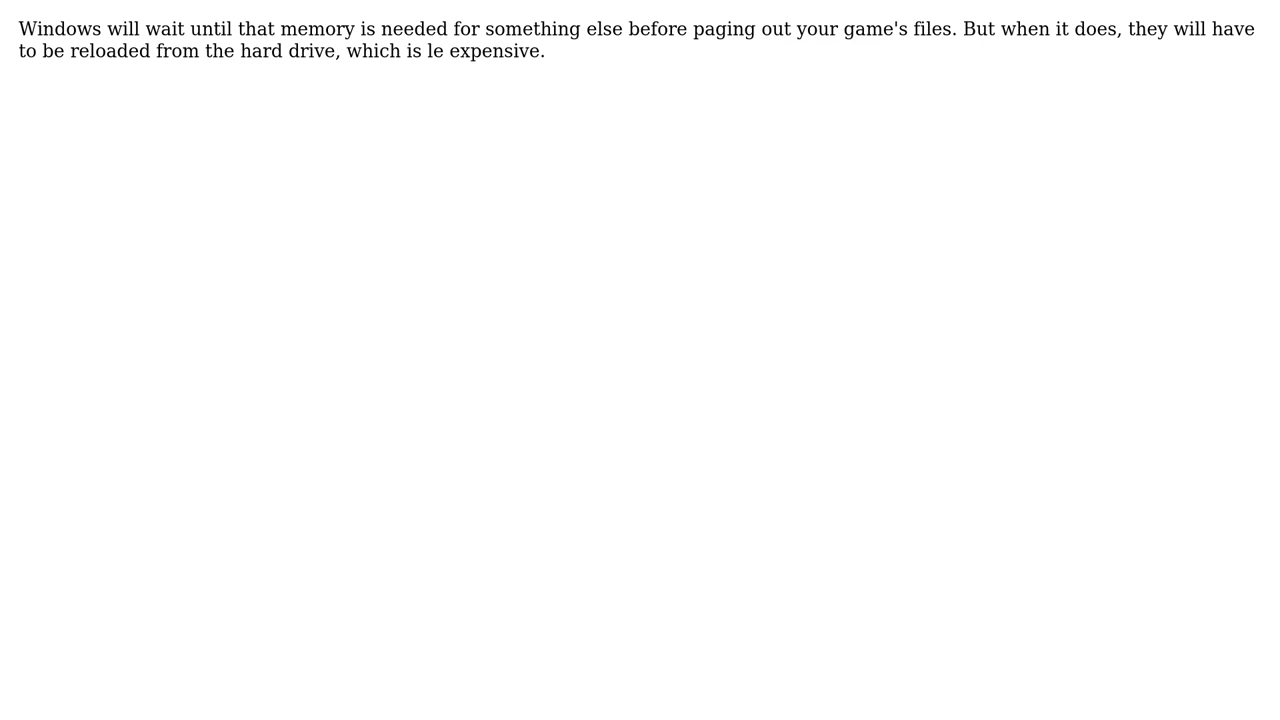 Windows will wait until that memory is needed for something else before paging out your game's files. But when it does, they will have
to be reloaded from the hard drive, which is le expensive.